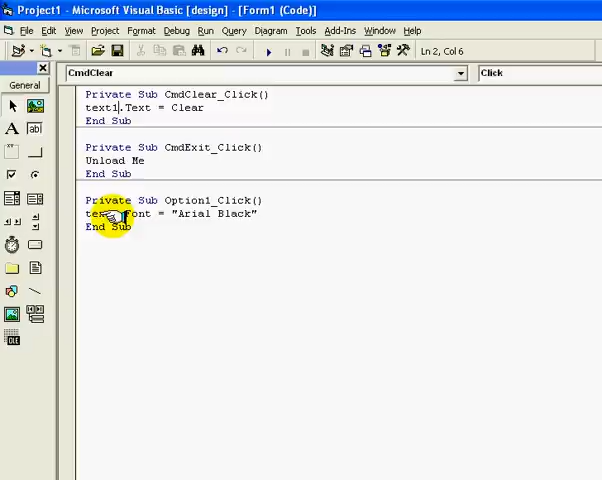 Project1 - Microsoft Visual Basic [design] - [Form1 (Code)]
File Edit View Project Format Debug Run Query Diagram Tools Add-Ins Window Help
Ln 2, Col 6
General
CmdClear Click
Private Sub CmdClear_Click()
text1.Text = Clear
End Sub
Private Sub CmdExit_Click()
Unload Me
End Sub
Private Sub Option1_Click()
Font = "Arial Black"
End Sub
A ab|
OLE